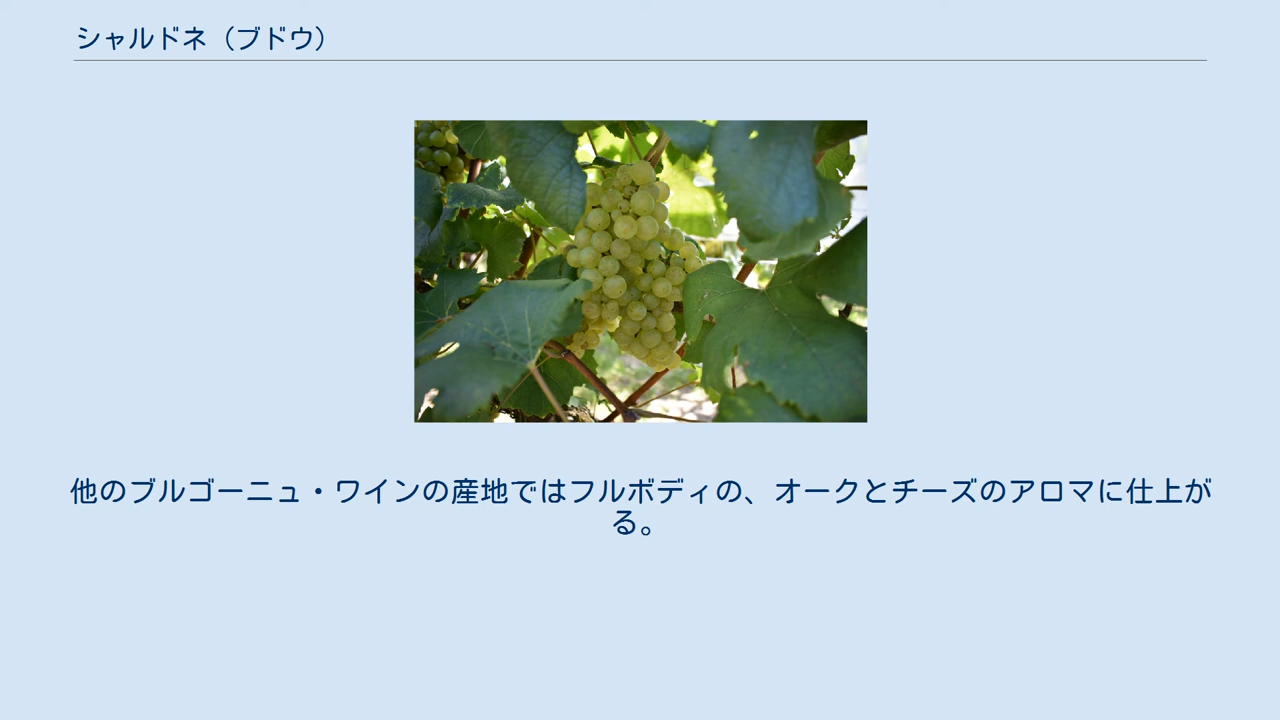 シャルドネ（ブドウ）
他のブルゴーニュ・ワインの産地ではフルボディの、オークとチーズのアロマに仕上が
る。